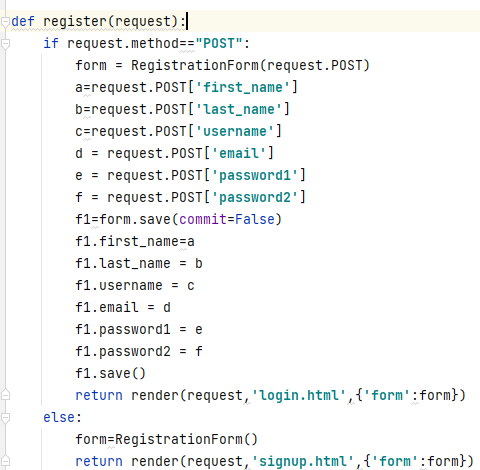 def register(request):
    if request.method=="POST":
        form = RegistrationForm(request.POST)
        a=request.POST['first_name']
        b=request.POST['last_name']
        c=request.POST['username']
        d = request.POST['email']
        e = request.POST['password1']
        f = request.POST['password2']
        f1=form.save(commit=False)
        f1.first_name=a
        f1.last_name = b
        f1.username = c
        f1.email = d
        f1.password1 = e
        f1.password2 = f
        f1.save()
        return render(request,'login.html',{'form':form})
    else:
        form=RegistrationForm()
        return render(request,'signup.html',{'form':form})